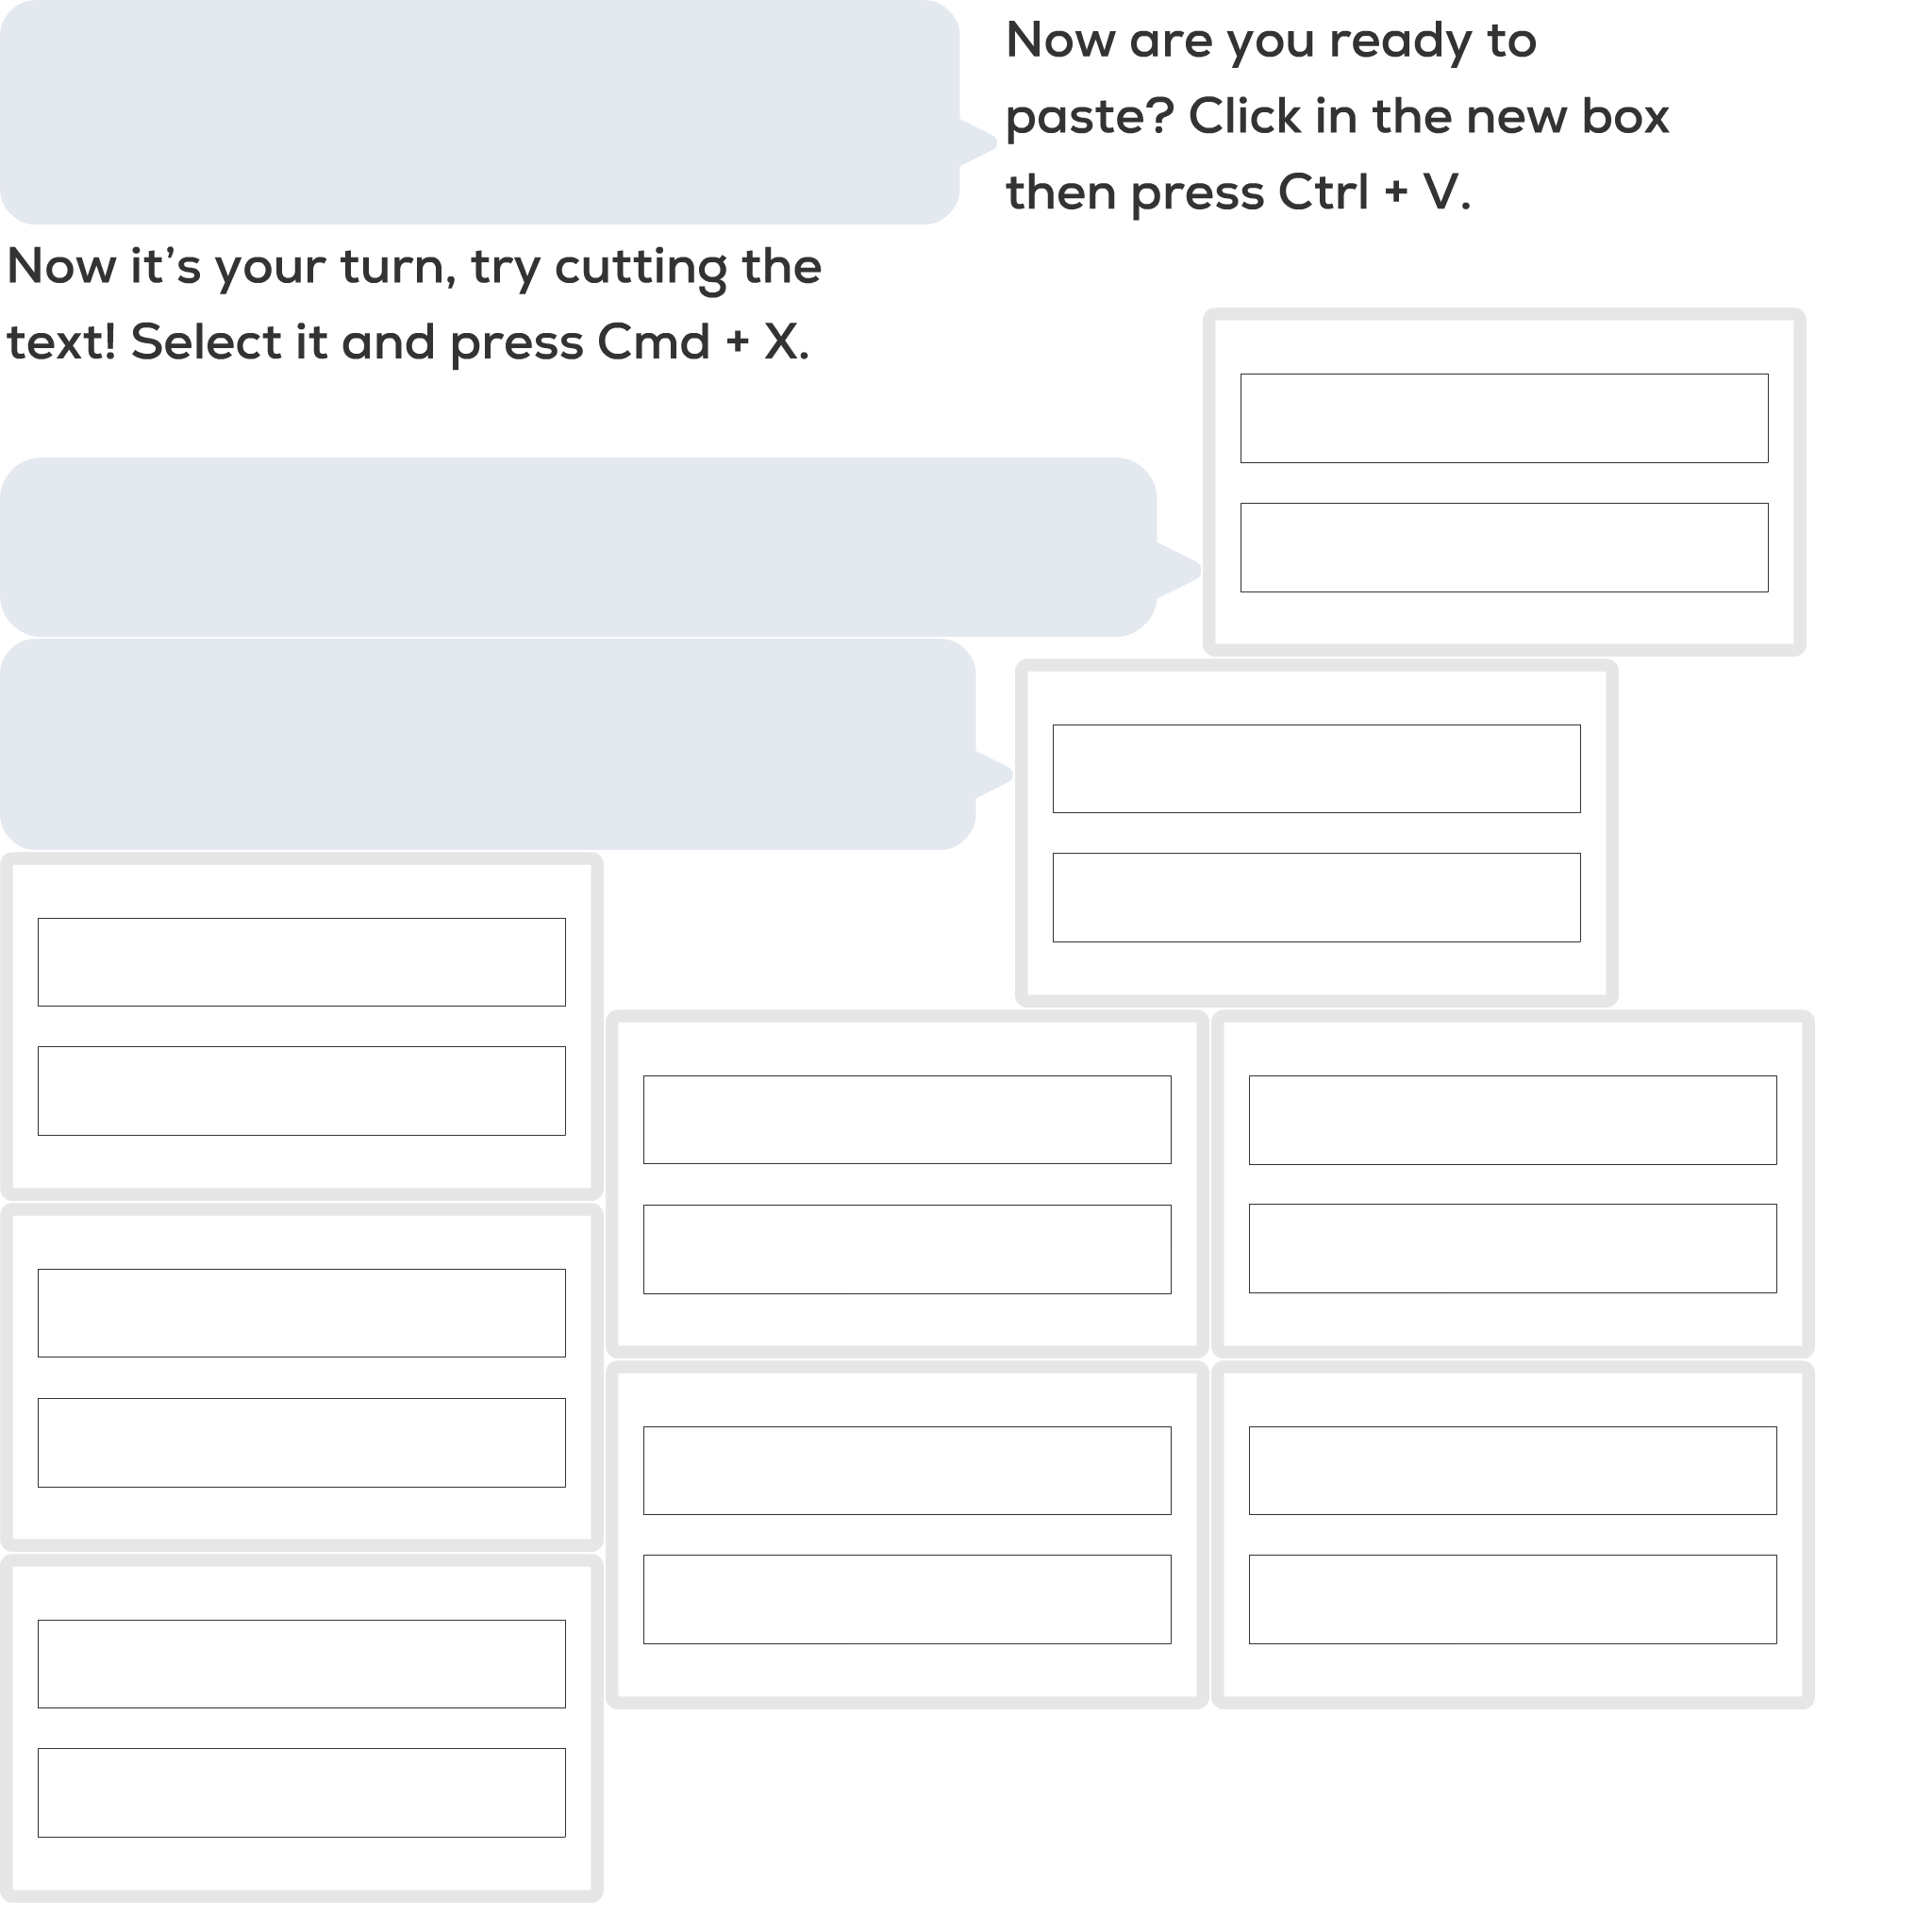 Now are you ready to
paste? Click in the new box
then press Ctrl + V.
Now it's your turn, try cutting the
text! Select it and press Cmd + X.